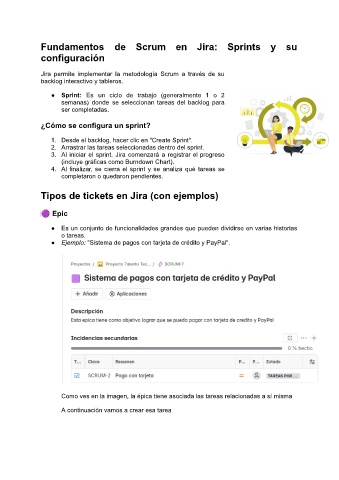 Fundamentos de Scrum en Jira: Sprints y su
configuración
Jira permite implementar la metodología Scrum a través de su
backlog interactivo y tableros.
● Sprint: Es un ciclo de trabajo (generalmente 1 o 2
semanas) donde se seleccionan tareas del backlog para
ser completadas.
¿Cómo se configura un sprint?
1. Desde el backlog, hacer clic en "Create Sprint".
2. Arrastrar las tareas seleccionadas dentro del sprint.
3. Al iniciar el sprint, Jira comenzará a registrar el progreso
(incluye gráficas como Burndown Chart).
4. Al finalizar, se cierra el sprint y se analiza qué tareas se
completaron o quedaron pendientes.
Tipos de tickets en Jira (con ejemplos)
Epic
● Es un conjunto de funcionalidades grandes que pueden dividirse en varias historias
o tareas.
● Ejemplo: "Sistema de pagos con tarjeta de crédito y PayPal".
Proyectos / Proyecto Talento Tec... / SCRUM-7
Sistema de pagos con tarjeta de crédito y PayPal
+ Añadir Aplicaciones
Descripción
Esta epica tiene como objetivo lograr que se pueda pagar con tarjeta de credito y PayPal
Incidencias secundarias ... +
0 % hecho
T... Clave Resumen P... P... Estado
SCRUM-2 Pago con tarjeta TAREAS POR ...
Como ves en la imagen, la épica tiene asociada las tareas relacionadas a sí misma
A continuación vamos a crear esa tarea